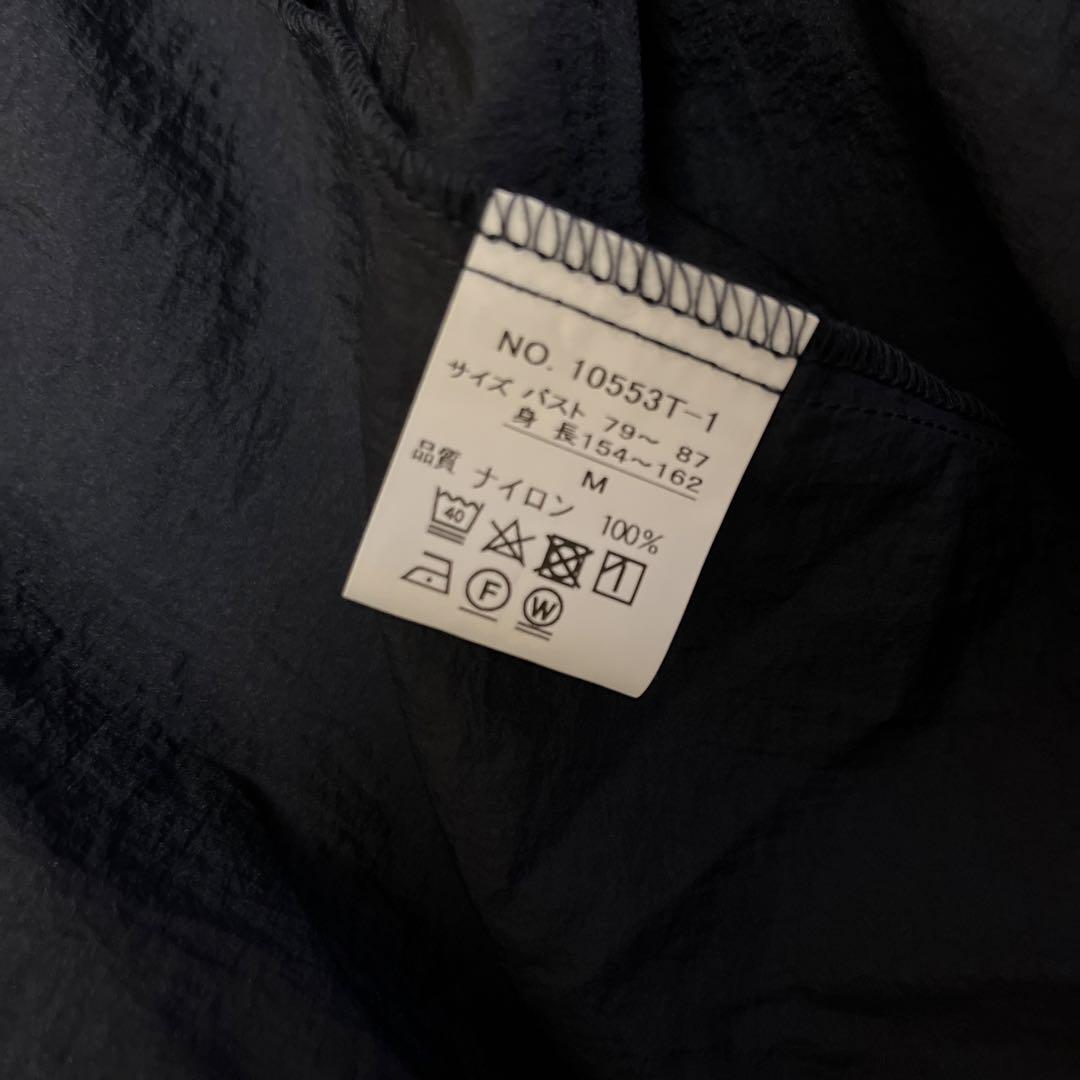 NO. 10553T-1
サイズ バスト 79～ 87
身 長154～162
M
品質 ナイロン 100%
40
F W